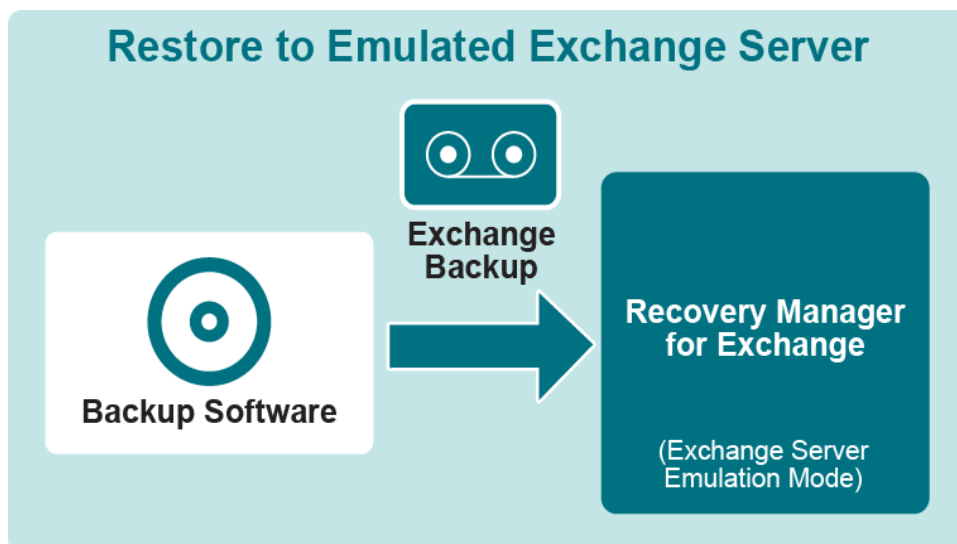 Restore to Emulated Exchange Server
Exchange
Backup
Backup Software
Recovery Manager
for Exchange
(Exchange Server
Emulation Mode)